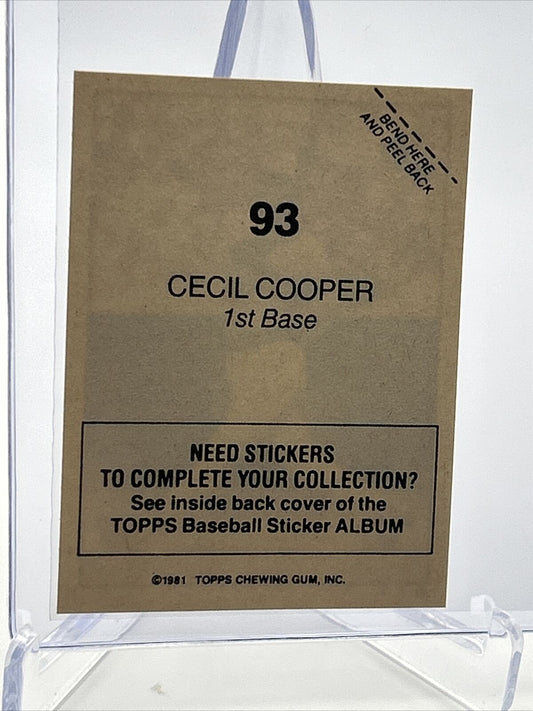 BEND HERE
AND PEEL BACK
93
CECIL COOPER
1st Base
NEED STICKERS
TO COMPLETE YOUR COLLECTION?
See inside back cover of the
TOPPS Baseball Sticker ALBUM
©1981 TOPPS CHEWING GUM, INC.